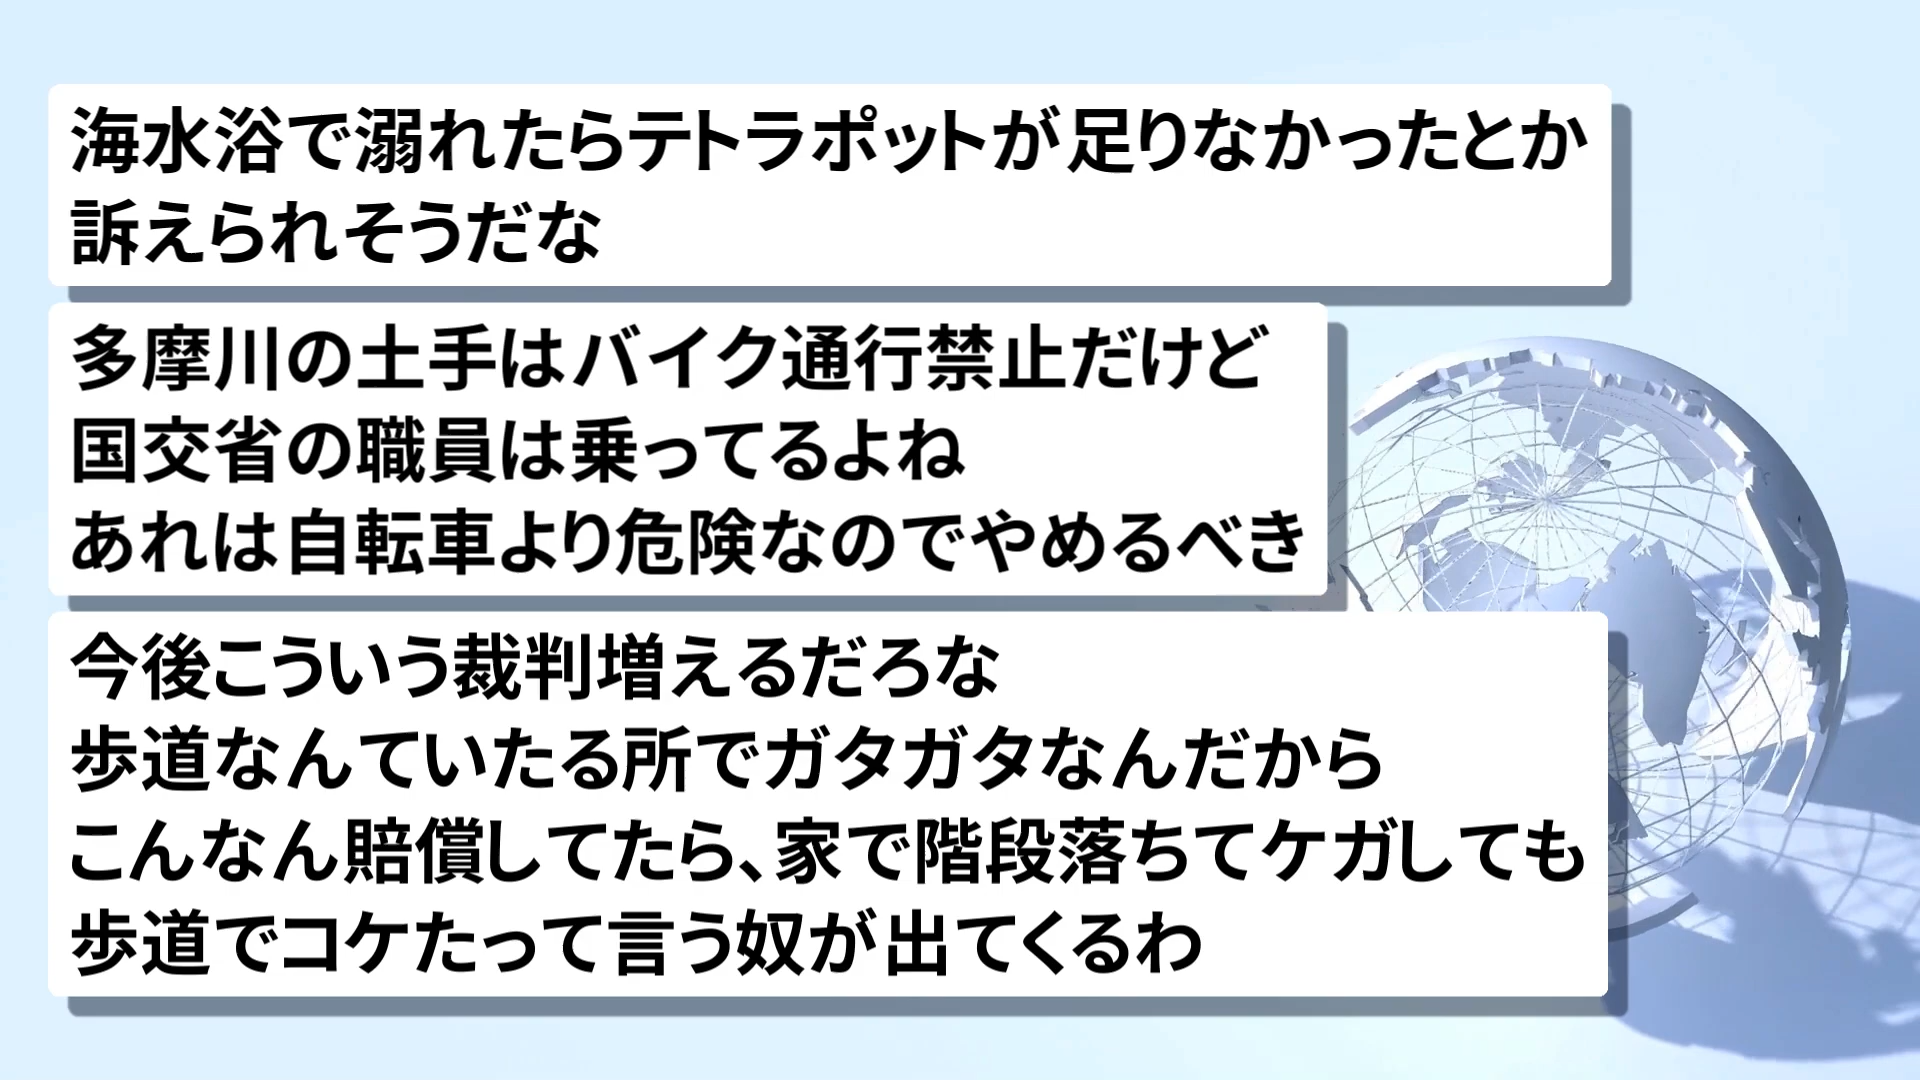 海水浴で溺れたらテトラポットが足りなかったとか
訴えられそうだな
多摩川の土手はバイク通行禁止だけど
国交省の職員は乗ってるよね
あれは自転車より危険なのでやめるべき
今後こういう裁判増えるだろな
歩道なんていたる所でガタガタなんだから
こんなん賠償してたら、家で階段落ちてケガしても
歩道でコケたって言う奴が出てくるわ